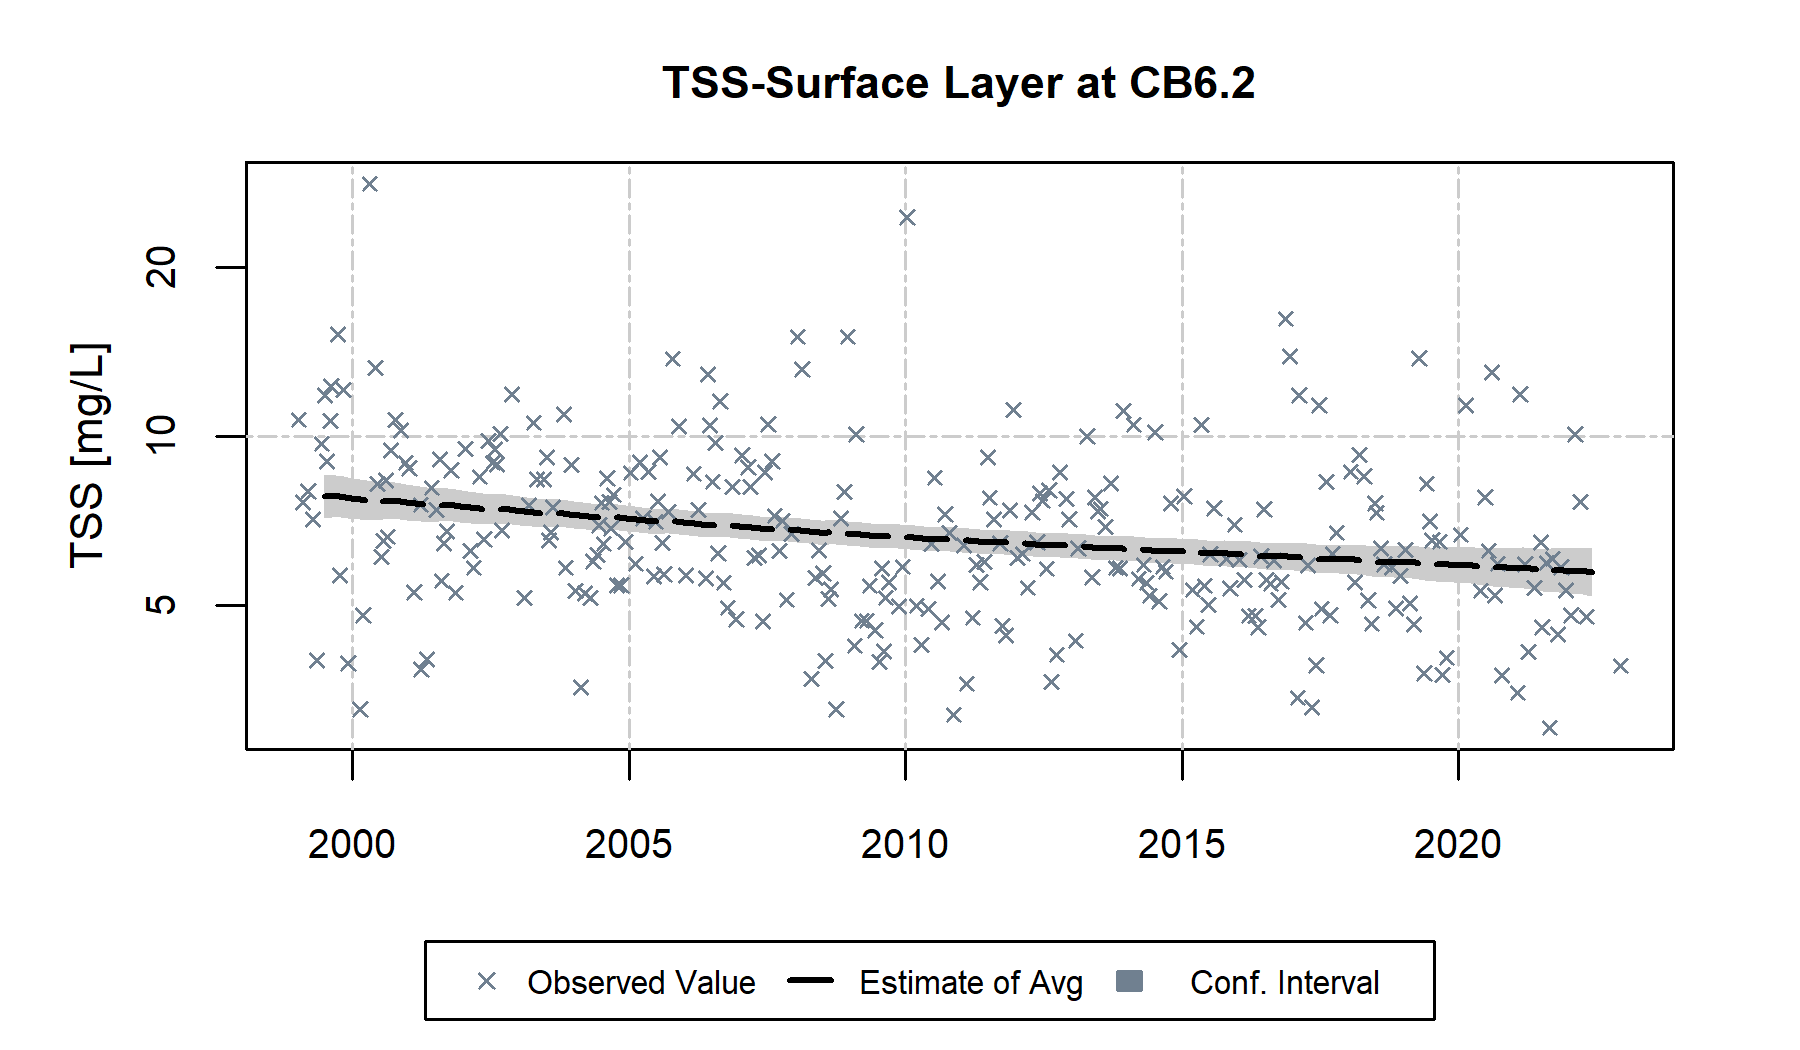 TSS-Surface Layer at CB6.2
TSS [mg/L]
20
10
5
2000 2005 2010 2015 2020
Observed Value Estimate of Avg Conf. Interval